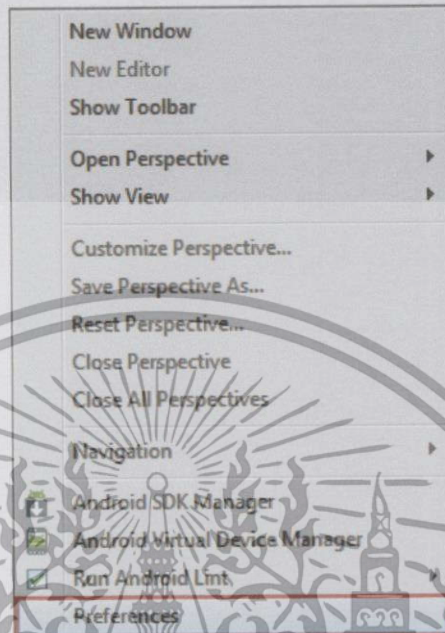 New Window
New Editor
Show Toolbar
Open Perspective
Show View
Customize Perspective...
Save Perspective As...
Reset Perspective...
Close Perspective
Close All Perspectives
Navigation
Android SDK Manager
Android Virtual Device Manager
Run Android Lint
Preferences